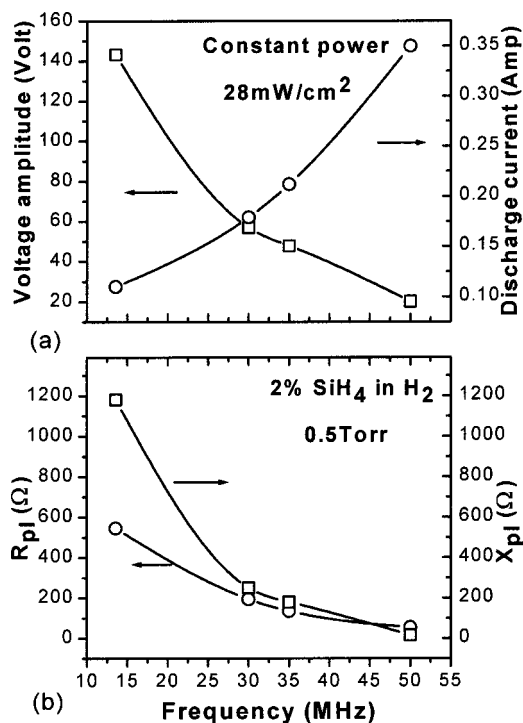 (a)
Voltage amplitude (Volt)
160
140
120
100
80
60
40
20
Constant power
28mW/cm²
0.35
0.30
0.25
0.20
0.15
0.10
Discharge current (Amp)
(b)
Rpl (Ω)
1200
1000
800
600
400
200
0
2% SiH4 in H2
0.5Torr
1200
1000
800
600
400
200
0
Xpl (Ω)
10 15 20 25 30 35 40 45 50 55
Frequency (MHz)